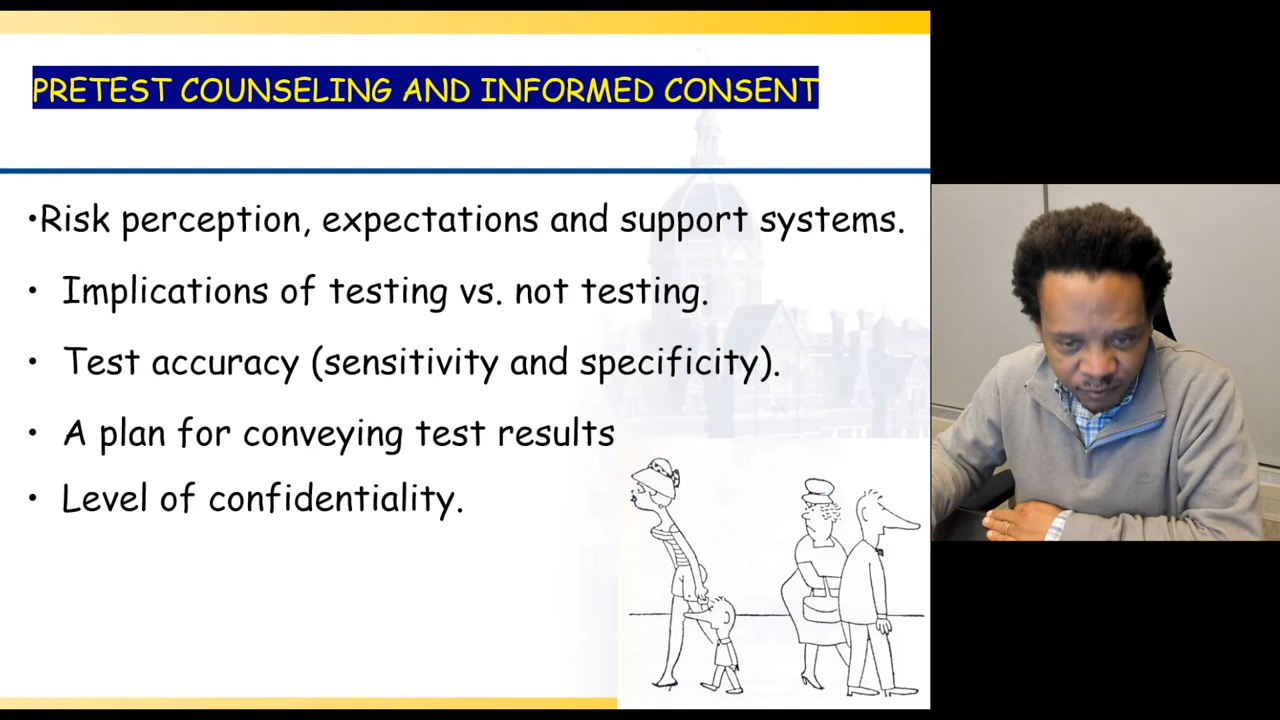 PRETEST COUNSELING AND INFORMED CONSENT
•Risk perception, expectations and support systems.
• Implications of testing vs. not testing.
• Test accuracy (sensitivity and specificity).
• A plan for conveying test results
• Level of confidentiality.